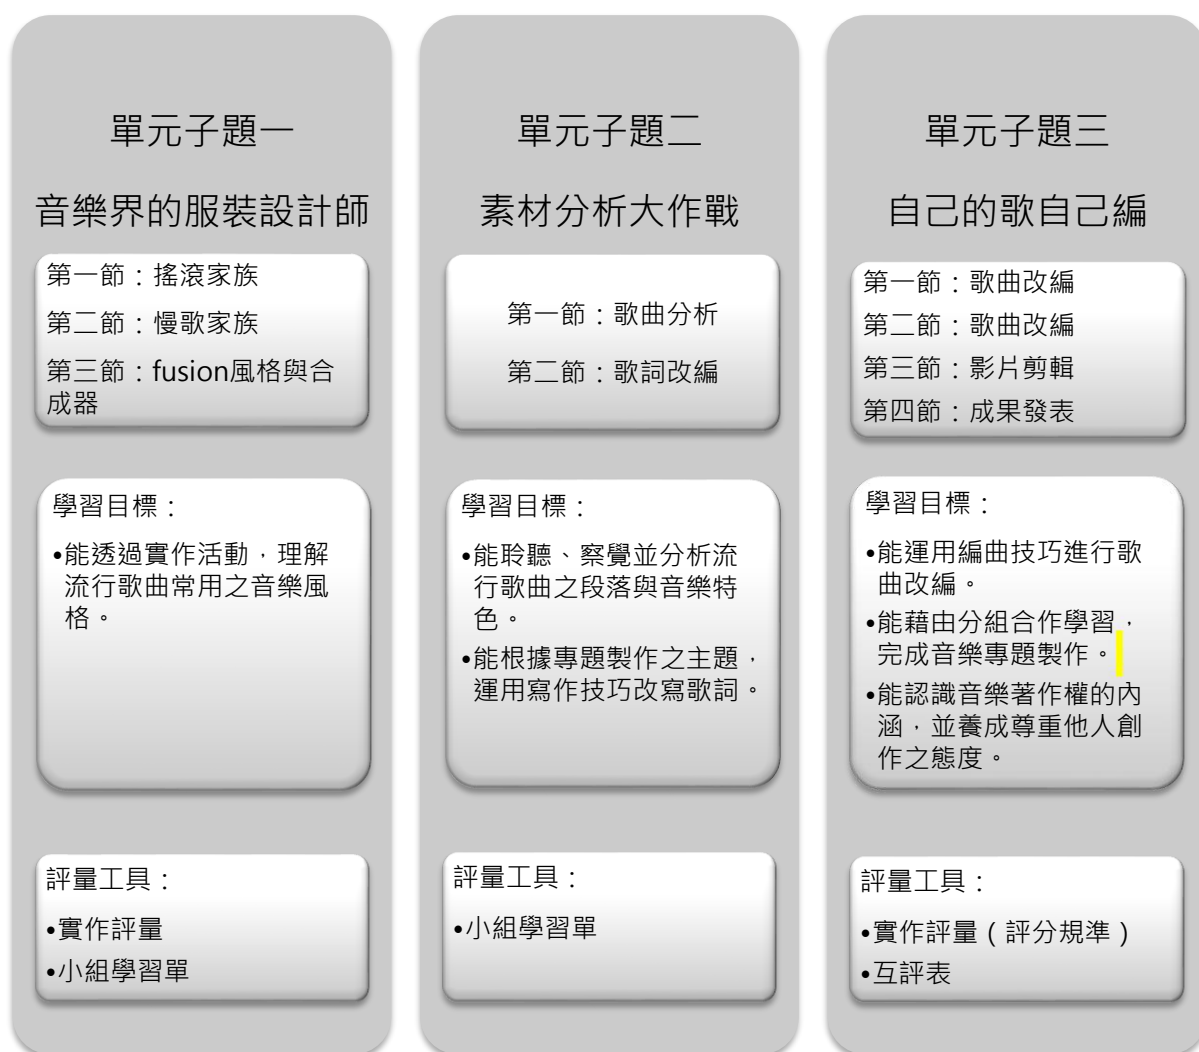 單元子題一
音樂界的服裝設計師
第一節：搖滾家族
第二節：慢歌家族
第三節：fusion風格與合
成器
學習目標：
•能透過實作活動，理解
流行歌曲常用之音樂風
格。
評量工具：
•實作評量
•小組學習單
單元子題二
素材分析大作戰
第一節：歌曲分析
第二節：歌詞改編
學習目標：
•能聆聽、察覺並分析流
行歌曲之段落與音樂特
色。
•能根據專題製作之主題，
運用寫作技巧改寫歌詞。
評量工具：
•小組學習單
單元子題三
自己的歌自己編
第一節：歌曲改編
第二節：歌曲改編
第三節：影片剪輯
第四節：成果發表
學習目標：
•能運用編曲技巧進行歌
曲改編。
•能藉由分組合作學習，
完成音樂專題製作。
•能認識音樂著作權的內
涵，並養成尊重他人創
作之態度。
評量工具：
•實作評量（評分規準）
•互評表